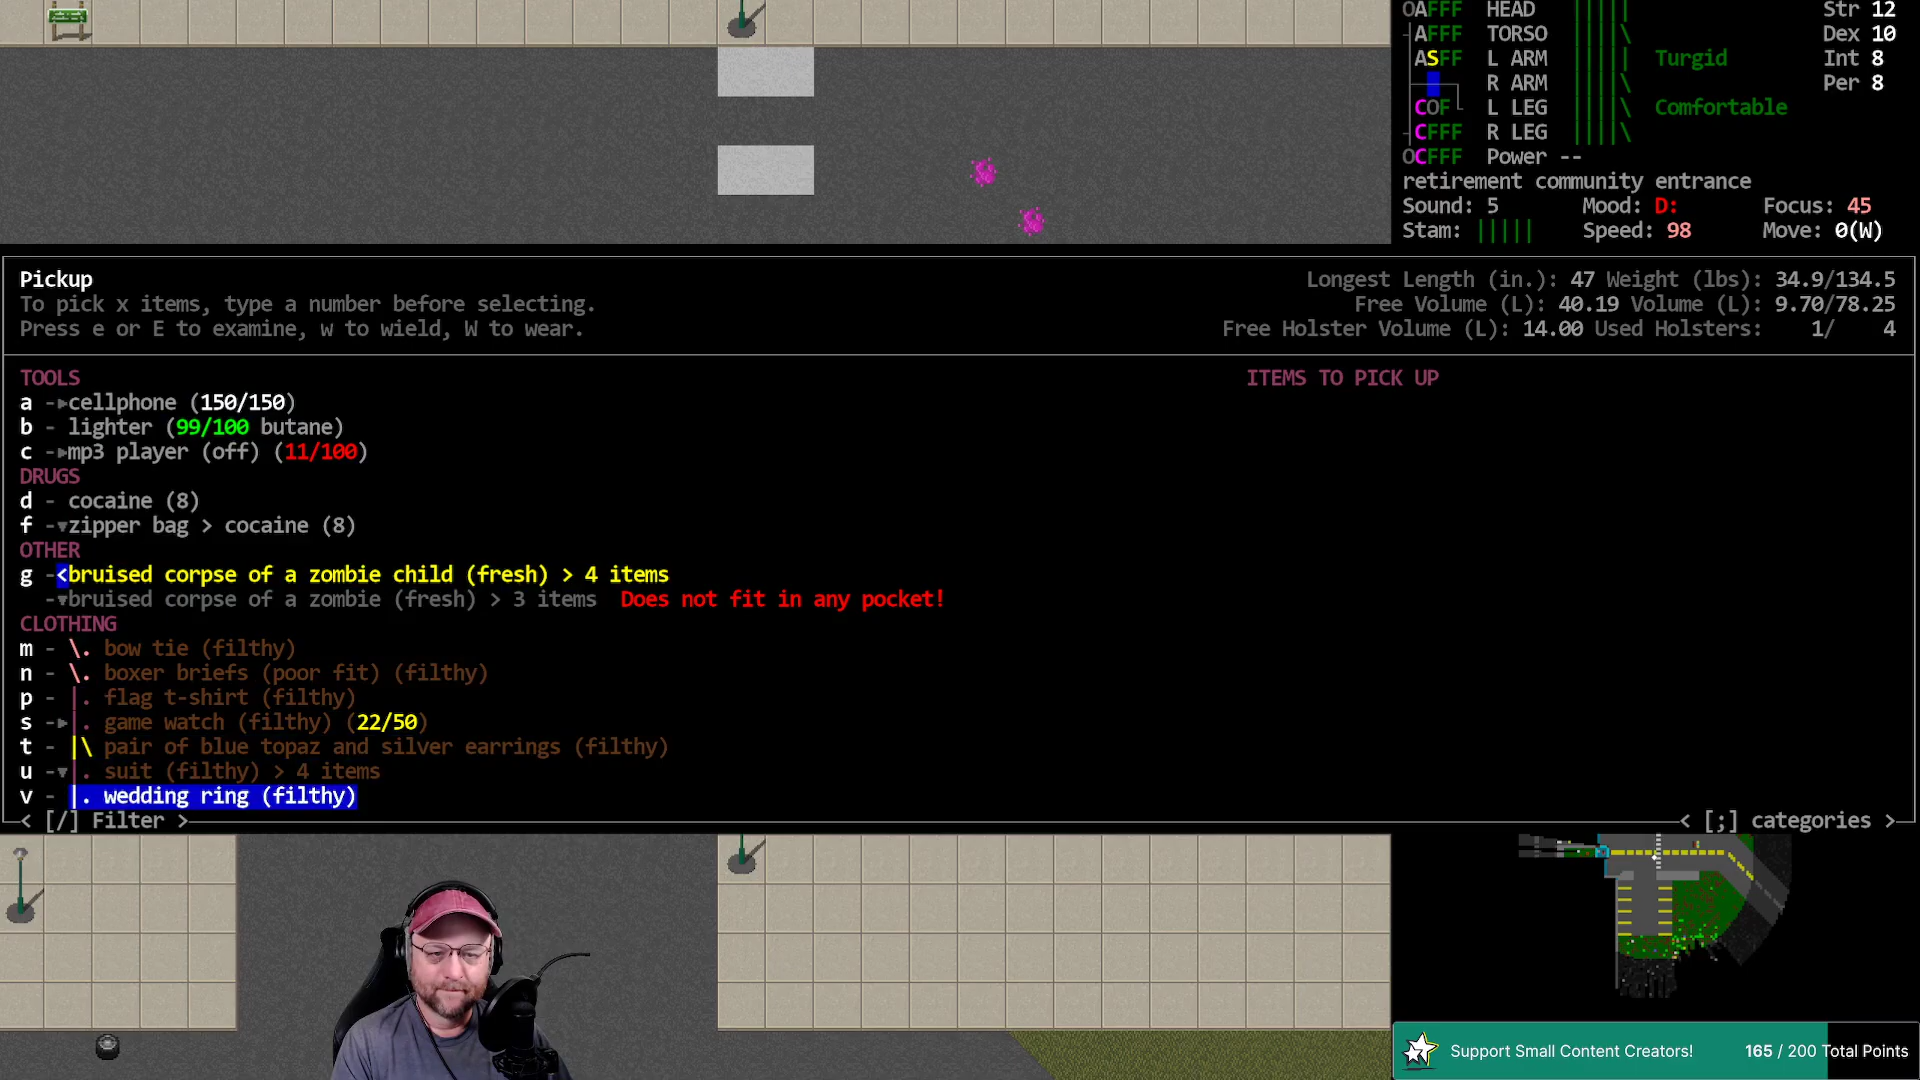 OAFFF HEAD ||||| Str 12
AFFF TORSO ||||\ Dex 10
ASFF L ARM ||||| Turgid Int 8
R ARM ||||\ Per 8
COF L LEG ||||\ Comfortable
CFFF R LEG ||||\
OCFFF Power --
retirement community entrance
Sound: 5 Mood: D: Focus: 45
Stam: ||||| Speed: 98 Move: 0(W)
Pickup
To pick x items, type a number before selecting.
Press e or E to examine, w to wield, W to wear.
Longest Length (in.): 47 Weight (lbs): 34.9/134.5
Free Volume (L): 40.19 Volume (L): 9.70/78.25
Free Holster Volume (L): 14.00 Used Holsters: 1/ 4
TOOLS
ITEMS TO PICK UP
a -▸cellphone (150/150)
b - lighter (99/100 butane)
c -▸mp3 player (off) (11/100)
DRUGS
d - cocaine (8)
f -▾zipper bag > cocaine (8)
OTHER
g -<bruised corpse of a zombie child (fresh) > 4 items
-▾bruised corpse of a zombie (fresh) > 3 items Does not fit in any pocket!
CLOTHING
m - \. bow tie (filthy)
n - \. boxer briefs (poor fit) (filthy)
p - |. flag t-shirt (filthy)
s -▸|. game watch (filthy) (22/50)
t - |\ pair of blue topaz and silver earrings (filthy)
u -▾|. suit (filthy) > 4 items
v - |. wedding ring (filthy)
< [/] Filter >
< [;] categories >
Support Small Content Creators! 165 / 200 Total Points